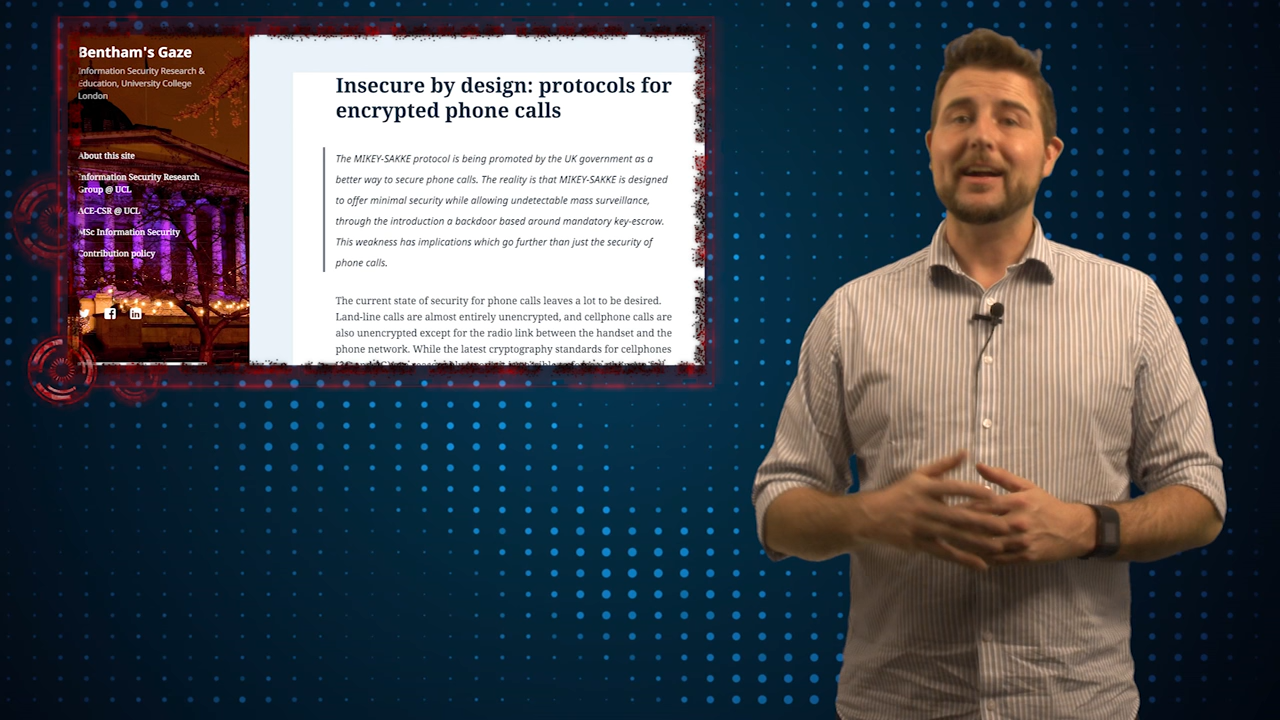 Bentham's Gaze
Information Security Research &
Education, University College
London
About this site
Information Security Research
Group @ UCL
ACE-CSR @ UCL
MSc Information Security
Contribution policy
Insecure by design: protocols for
encrypted phone calls
The MIKEY-SAKKE protocol is being promoted by the UK government as a
better way to secure phone calls. The reality is that MIKEY-SAKKE is designed
to offer minimal security while allowing undetectable mass surveillance,
through the introduction a backdoor based around mandatory key-escrow.
This weakness has implications which go further than just the security of
phone calls.
The current state of security for phone calls leaves a lot to be desired.
Land-line calls are almost entirely unencrypted, and cellphone calls are
also unencrypted except for the radio link between the handset and the
phone network. While the latest cryptography standards for cellphones